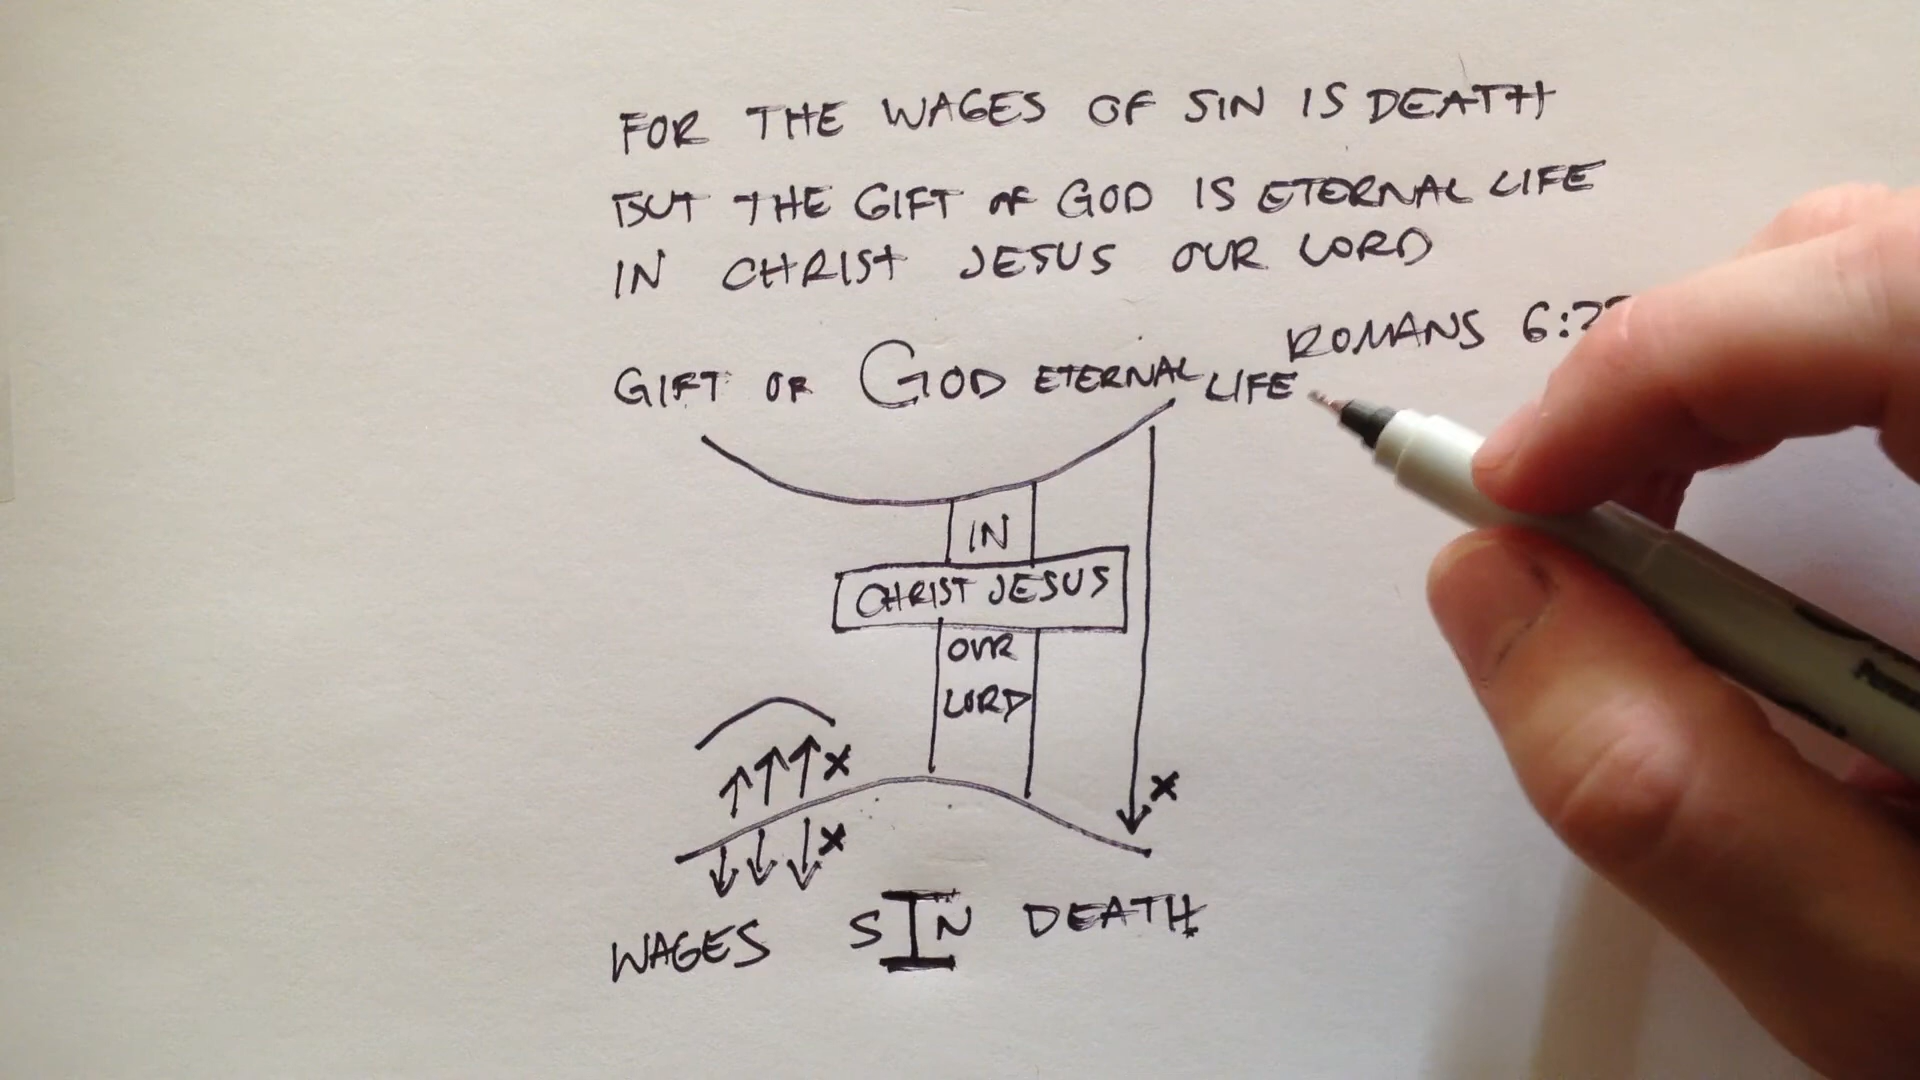 FOR THE WAGES OF SIN IS DEATH
BUT THE GIFT OF GOD IS ETERNAL LIFE
IN CHRIST JESUS OUR LORD
ROMANS 6:2
GIFT OF GOD ETERNAL LIFE
IN
CHRIST JESUS
OUR
LORD
X
X
X
WAGES SIN DEATH